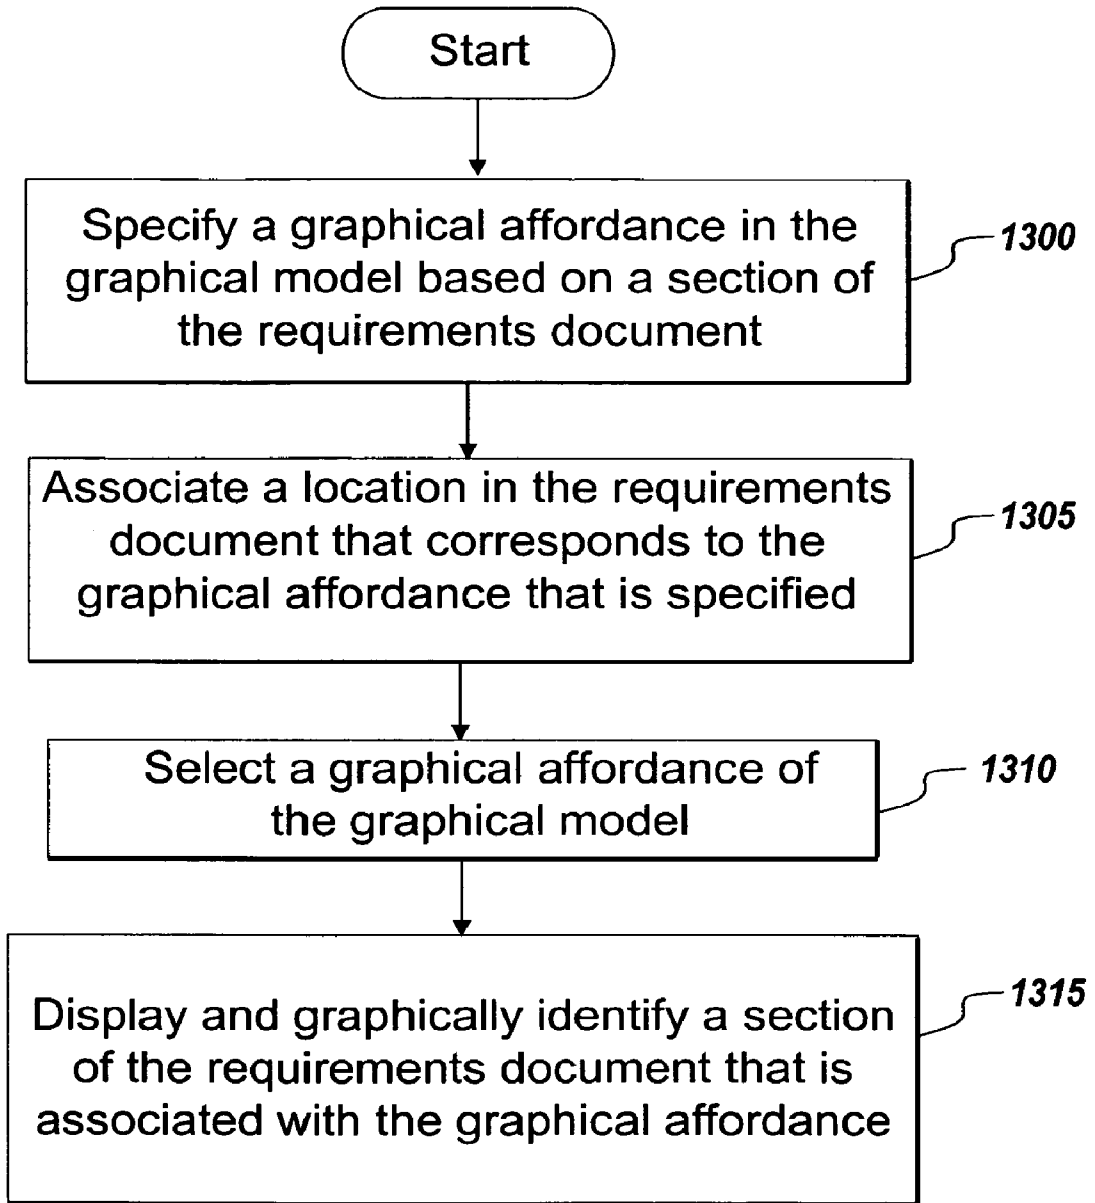 Start
Specify a graphical affordance in the
graphical model based on a section of
the requirements document
1300
Associate a location in the requirements
document that corresponds to the
graphical affordance that is specified
1305
Select a graphical affordance of
the graphical model
1310
Display and graphically identify a section
of the requirements document that is
associated with the graphical affordance
1315